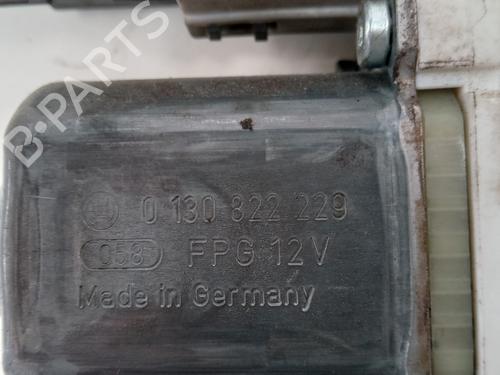 B-PARTS
0 130 822 229
058 FPG 12V
Made in Germany